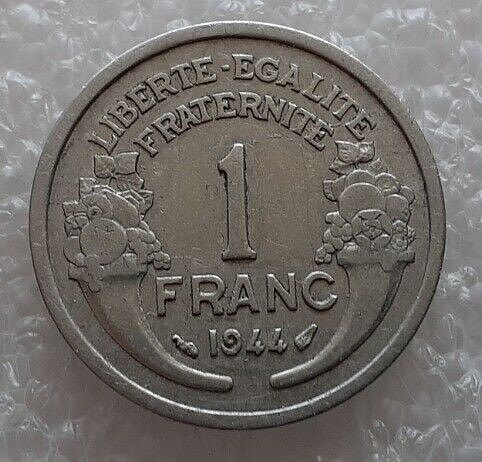 LIBERTE-EGALITE
FRATERNITE
1
FRANC
1944